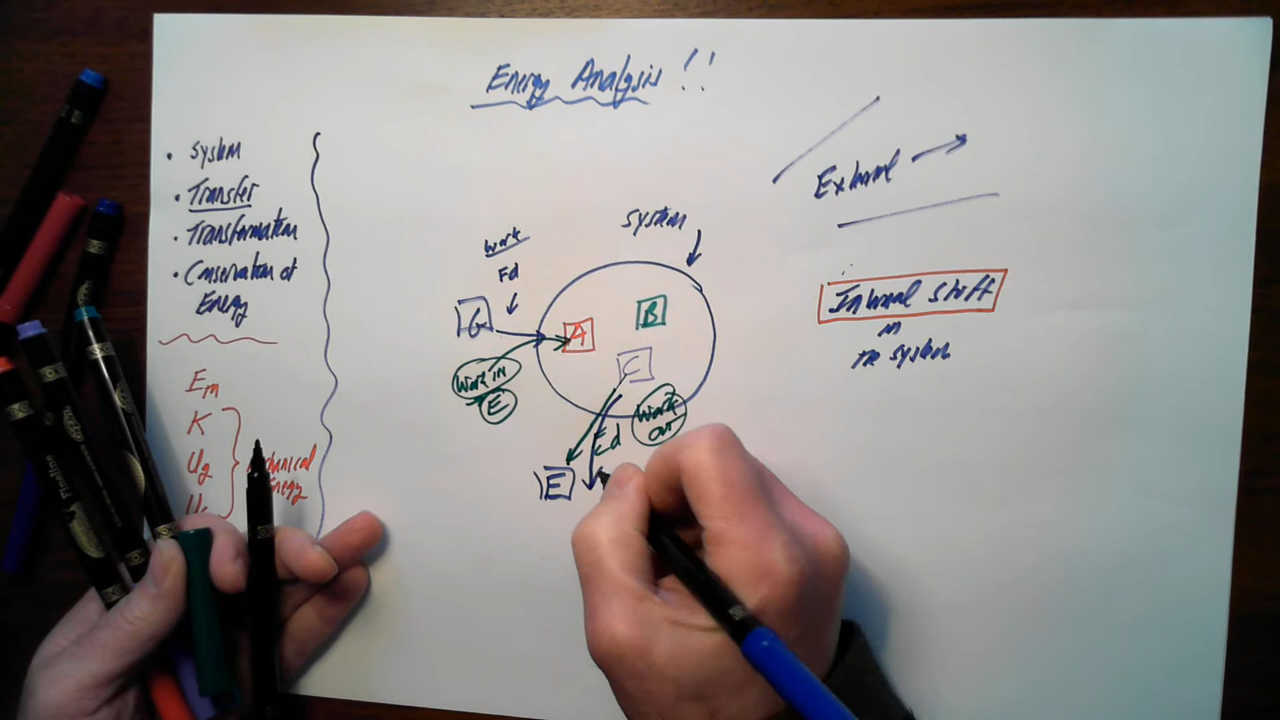 Energy Analysis!!
• System
• Transfer
• Transformation
• Conservation of
Energy
Em
K
Ug
Mechanical
Energy
Work
Fd
G
Work in
E
System
A
B
C
Work
out
Fd
E
External
Internal stuff
in
the system
Fineline